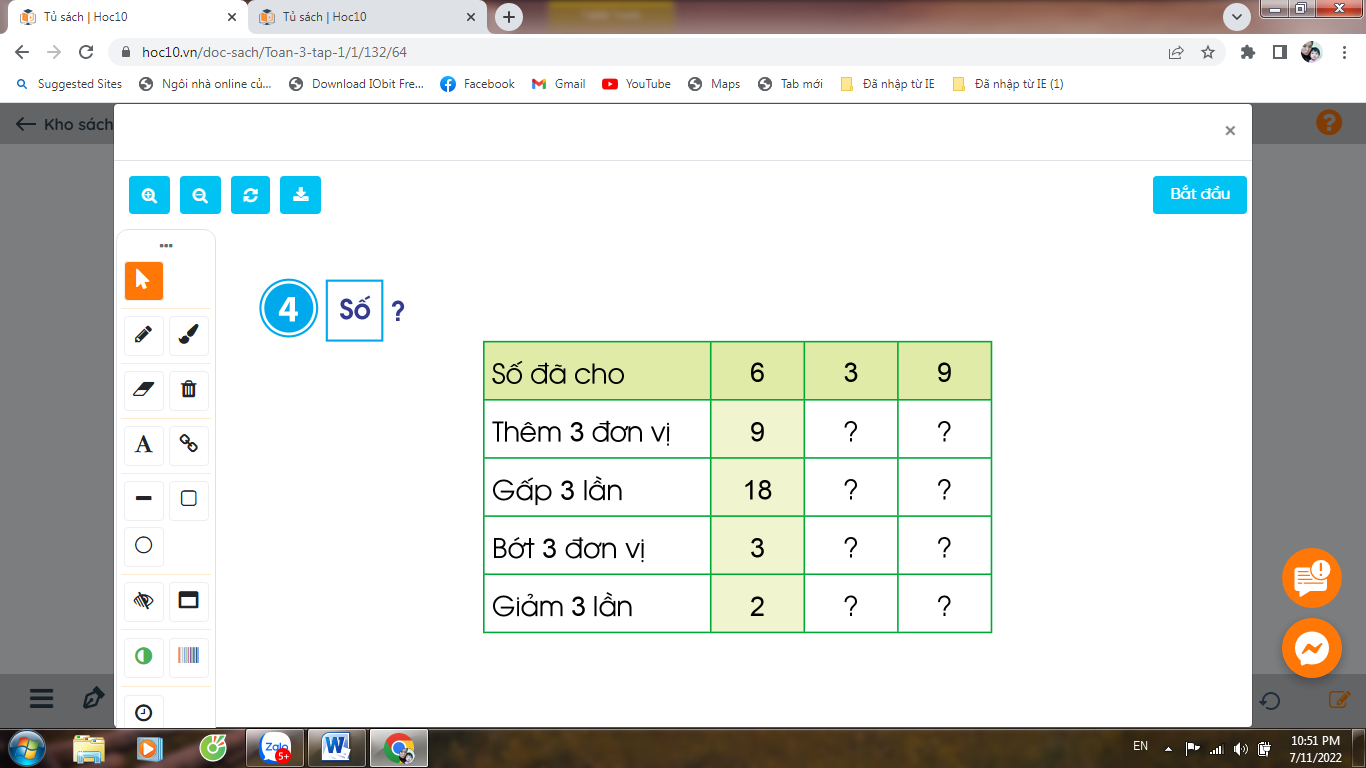 Tủ sách | Hoc10
Tủ sách | Hoc10
hoc10.vn/doc-sach/Toan-3-tap-1/1/132/64
Suggested Sites
Ngôi nhà online củ...
Download IObit Fre...
Facebook
Gmail
YouTube
Maps
Tab mới
Đã nhập từ IE
Đã nhập từ IE (1)
Kho sách
Bắt đầu
4 Số ?
Số đã cho 6 3 9
Thêm 3 đơn vị 9 ? ?
Gấp 3 lần 18 ? ?
Bớt 3 đơn vị 3 ? ?
Giảm 3 lần 2 ? ?
Zalo
5+
EN
10:51 PM
7/11/2022